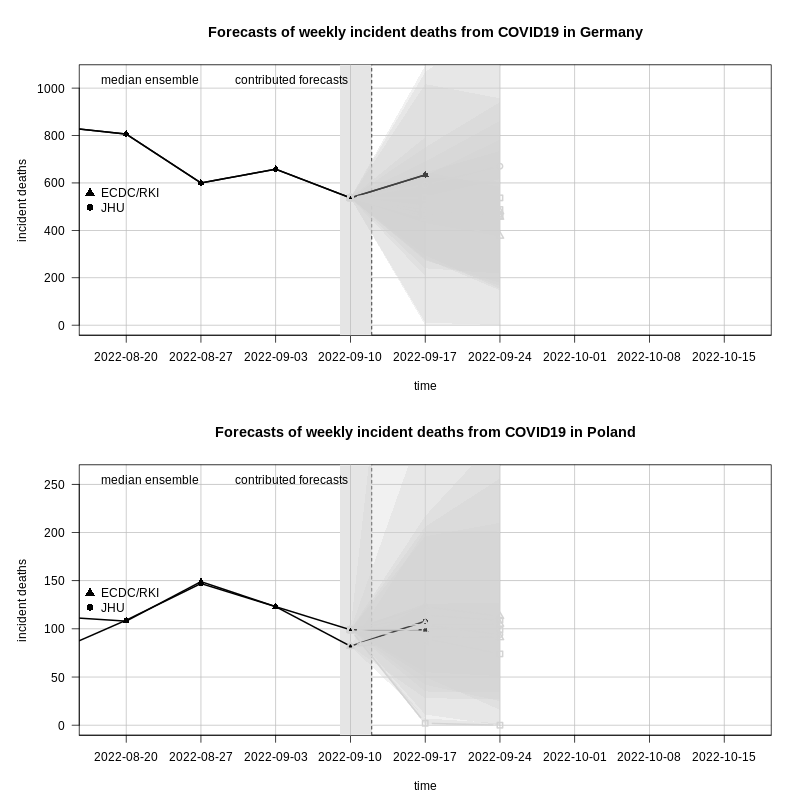 Forecasts of weekly incident deaths from COVID19 in Germany
median ensemble contributed forecasts
1000
800
600
400
200
0
incident deaths
ECDC/RKI
JHU
2022-08-20 2022-08-27 2022-09-03 2022-09-10 2022-09-17 2022-09-24 2022-10-01 2022-10-08 2022-10-15
time
Forecasts of weekly incident deaths from COVID19 in Poland
median ensemble contributed forecasts
250
200
150
100
50
0
incident deaths
ECDC/RKI
JHU
2022-08-20 2022-08-27 2022-09-03 2022-09-10 2022-09-17 2022-09-24 2022-10-01 2022-10-08 2022-10-15
time